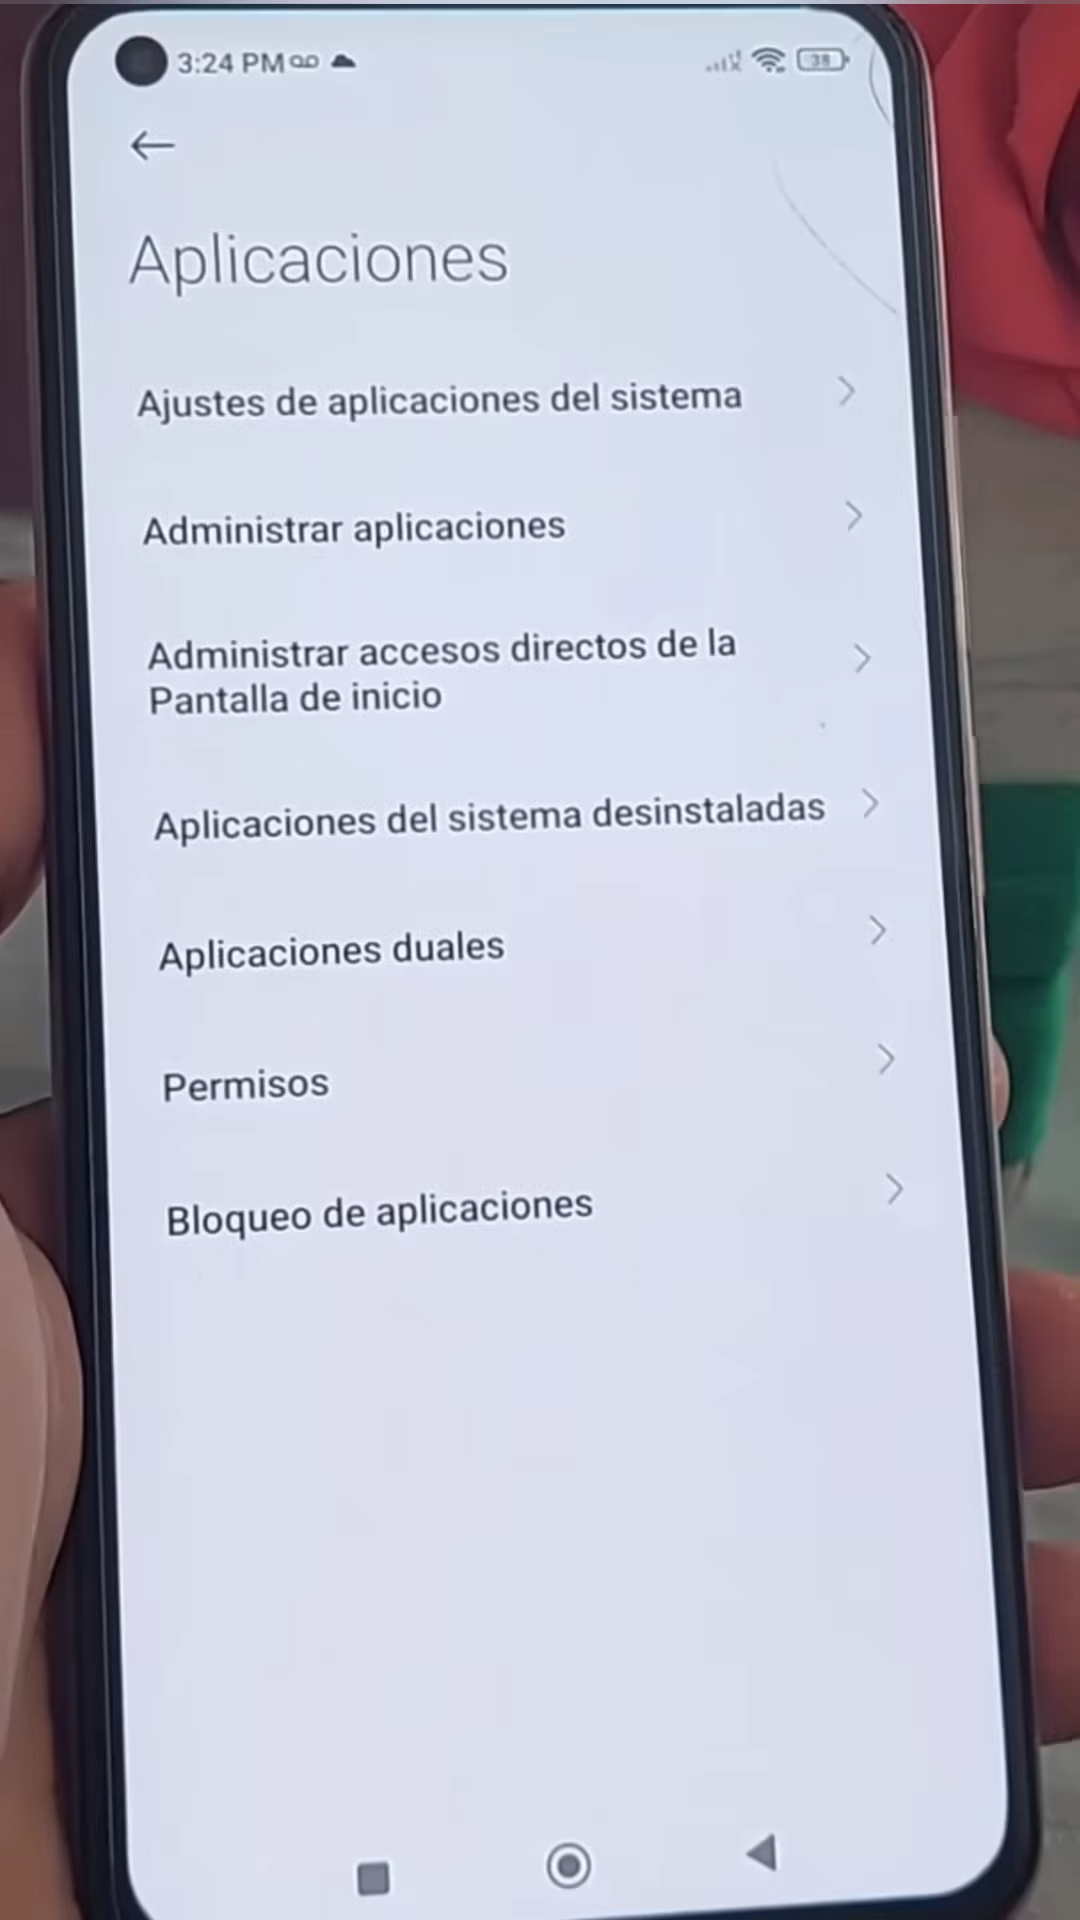 3:24 PM
38
Aplicaciones
Ajustes de aplicaciones del sistema
Administrar aplicaciones
Administrar accesos directos de la
Pantalla de inicio
Aplicaciones del sistema desinstaladas
Aplicaciones duales
Permisos
Bloqueo de aplicaciones